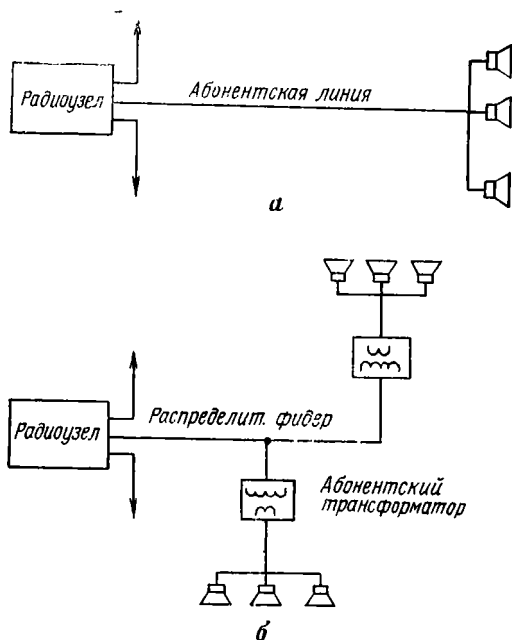 Радиоузел
Абонентская линия
а
Радиоузел
Распределит. фидер
Абонентский
трансформатор
б